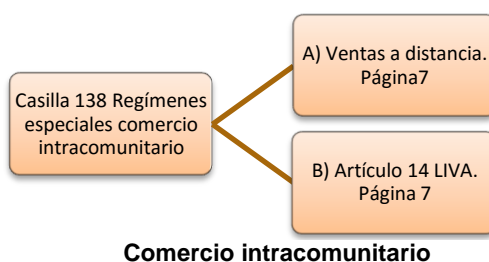 Casilla 138 Regímenes
especiales comercio
intracomunitario
A) Ventas a distancia.
Página7
B) Artículo 14 LIVA.
Página 7
Comercio intracomunitario